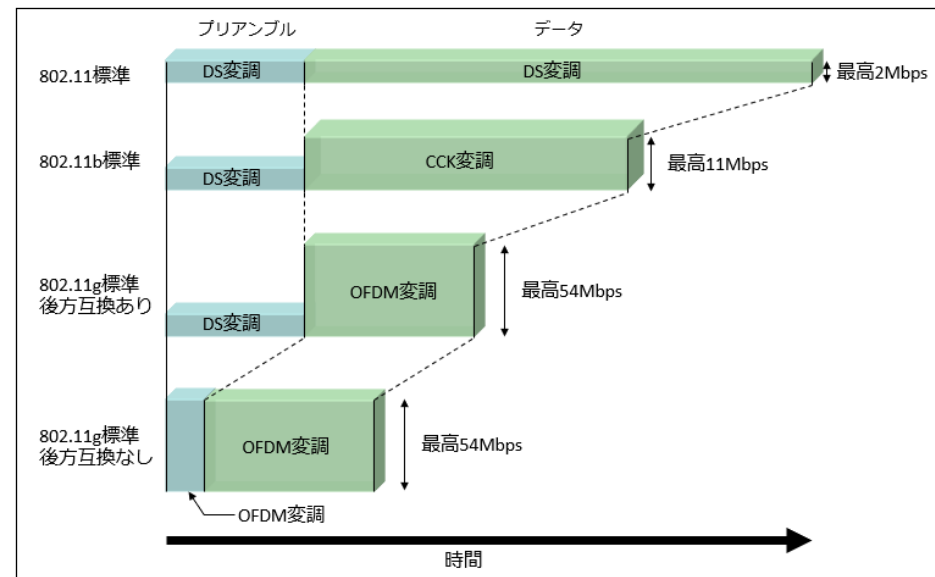 プリアンブル
データ
802.11標準
DS変調
DS変調
最高2Mbps
802.11b標準
DS変調
CCK変調
最高11Mbps
802.11g標準
後方互換あり
DS変調
OFDM変調
最高54Mbps
802.11g標準
後方互換なし
OFDM変調
最高54Mbps
OFDM変調
時間